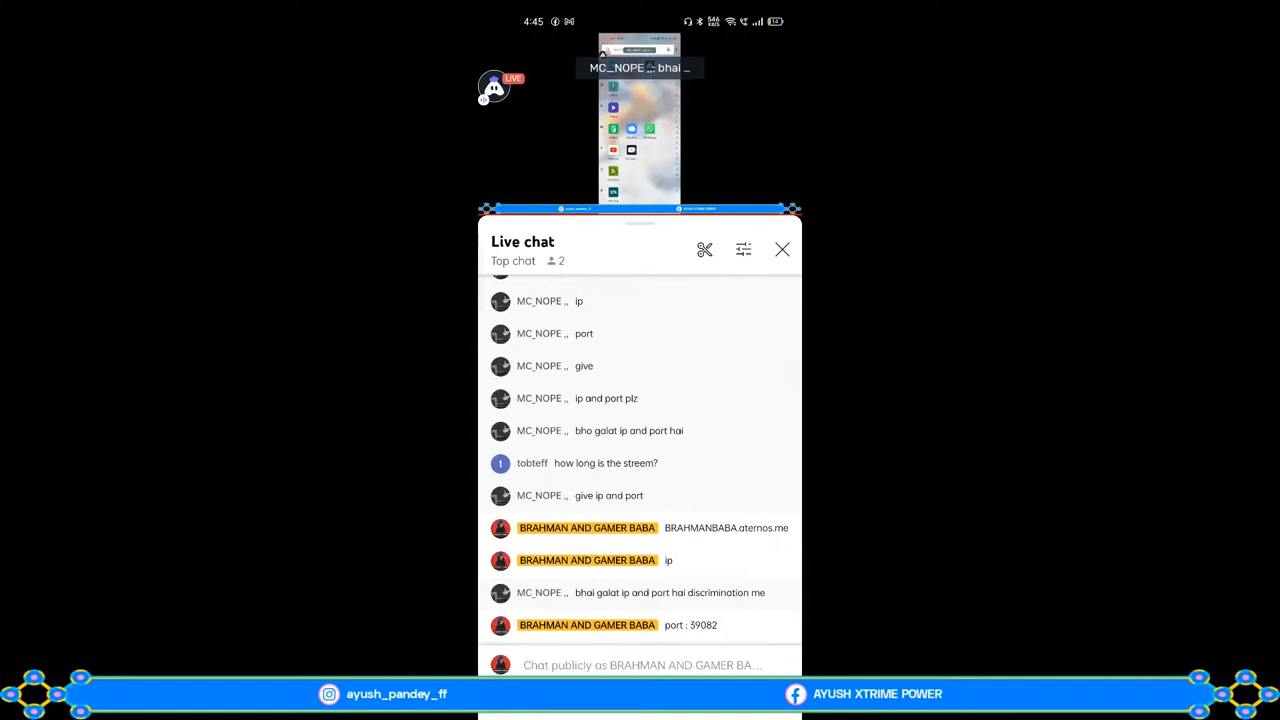 4:45
546 KB/S
14
MC_NOPE ,,: bhai ...
LIVE
Live chat
Top chat 2
MC_NOPE ,, ip
MC_NOPE ,, port
MC_NOPE ,, give
MC_NOPE ,, ip and port plz
MC_NOPE ,, bho galat ip and port hai
t tobteff how long is the streem?
MC_NOPE ,, give ip and port
BRAHMAN AND GAMER BABA BRAHMANBABA.aternos.me
BRAHMAN AND GAMER BABA ip
MC_NOPE ,, bhai galat ip and port hai discrimination me
BRAHMAN AND GAMER BABA port : 39082
Chat publicly as BRAHMAN AND GAMER BA...
ayush_pandey_ff AYUSH XTRIME POWER